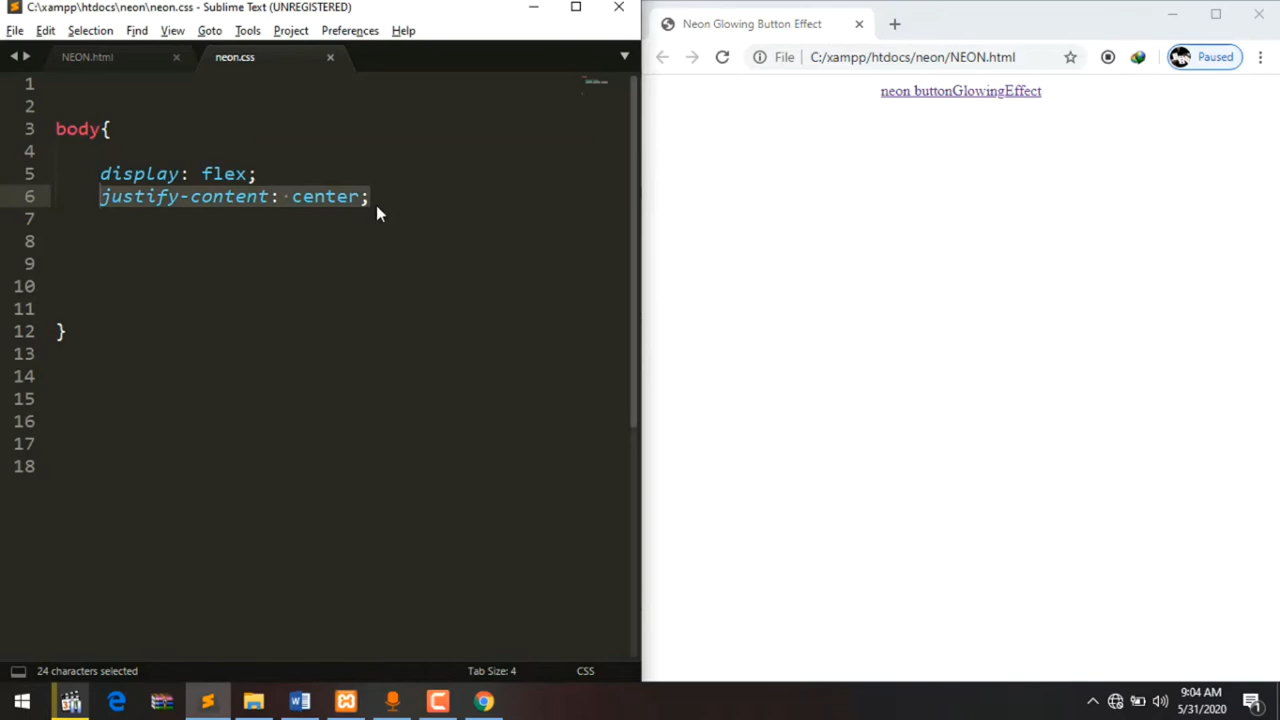 C:\xampp\htdocs\neon\neon.css - Sublime Text (UNREGISTERED)
File Edit Selection Find View Goto Tools Project Preferences Help
NEON.html × neon.css ×
1
2
3 body{
4
5 display: flex;
6 justify-content: center;
7
8
9
10
11
12 }
13
14
15
16
17
18
24 characters selected Tab Size: 4 CSS
Neon Glowing Button Effect
File C:/xampp/htdocs/neon/NEON.html Paused
neon buttonGlowingEffect
9:04 AM
5/31/2020
1